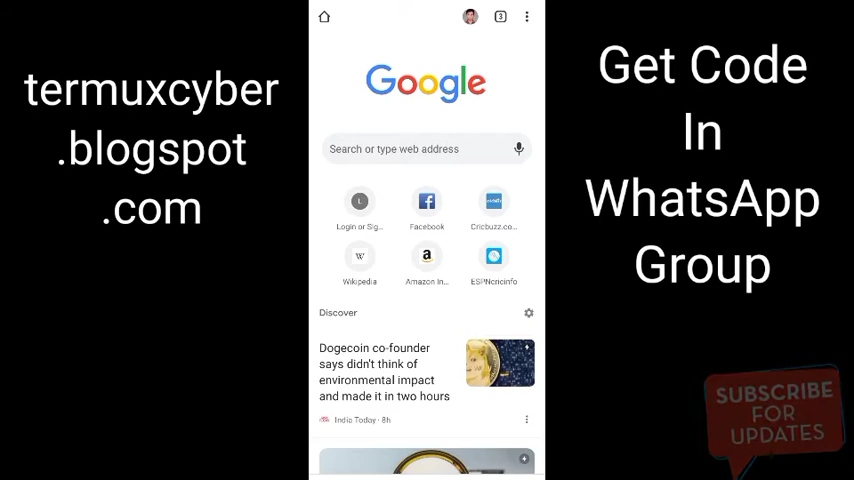 termuxcyber
.blogspot
.com
3
Google
Search or type web address
L
Login or Sig...
Facebook
Cricbuzz.co...
W
Wikipedia
a
Amazon In...
ESPNcricinfo
Discover
Dogecoin co-founder
says didn't think of
environmental impact
and made it in two hours
India Today · 8h
Get Code
In
WhatsApp
Group
SUBSCRIBE
FOR
UPDATES